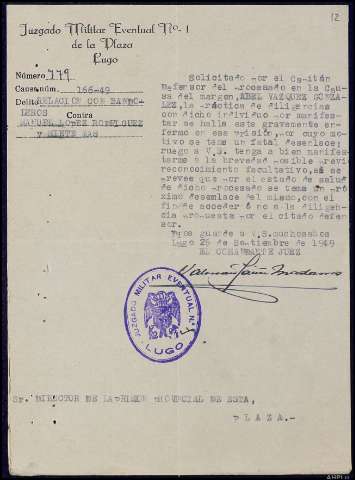 12
Juzgado Militar Eventual No. 1
de la Plaza
Lugo
Número 779
Causa núm. 166-49
Delito RELACION CON BANDO-
LEROS Contra
MANUEL LOPEZ RODRIGUEZ
y SIETE MAS
Solicitado por el Capitán
Defensor del procesado en la Cau-
sa del margen, ABEL VAZQUEZ GONZA-
LEZ, la práctica de diligencias
con dicho individuo por manifes-
tar se halla este gravemente en-
fermo en esa prisión, por cuyo mo-
tivo se teme un fatal desenlace;
ruego a V.S. tenga a bien manifes-
tarme a la brevedad posible previo
reconocimiento facultativo, si se
prevee que por el estado de salud
de dicho procesado se tema un pró-
ximo desenlace del mismo, con el
fin de acceder ó no a la diligen-
cia propuesta por el citado defen-
sor.
Dios guarde a V.S. muchos años
Lugo 26 de Septiembre de 1949
EL COMANDANTE JUEZ
JUZGADO MILITAR EVENTUAL N.º 1
LUGO
Sr. DIRECTOR DE LA PRISION PROVINCIAL DE ESTA,
PLAZA.-